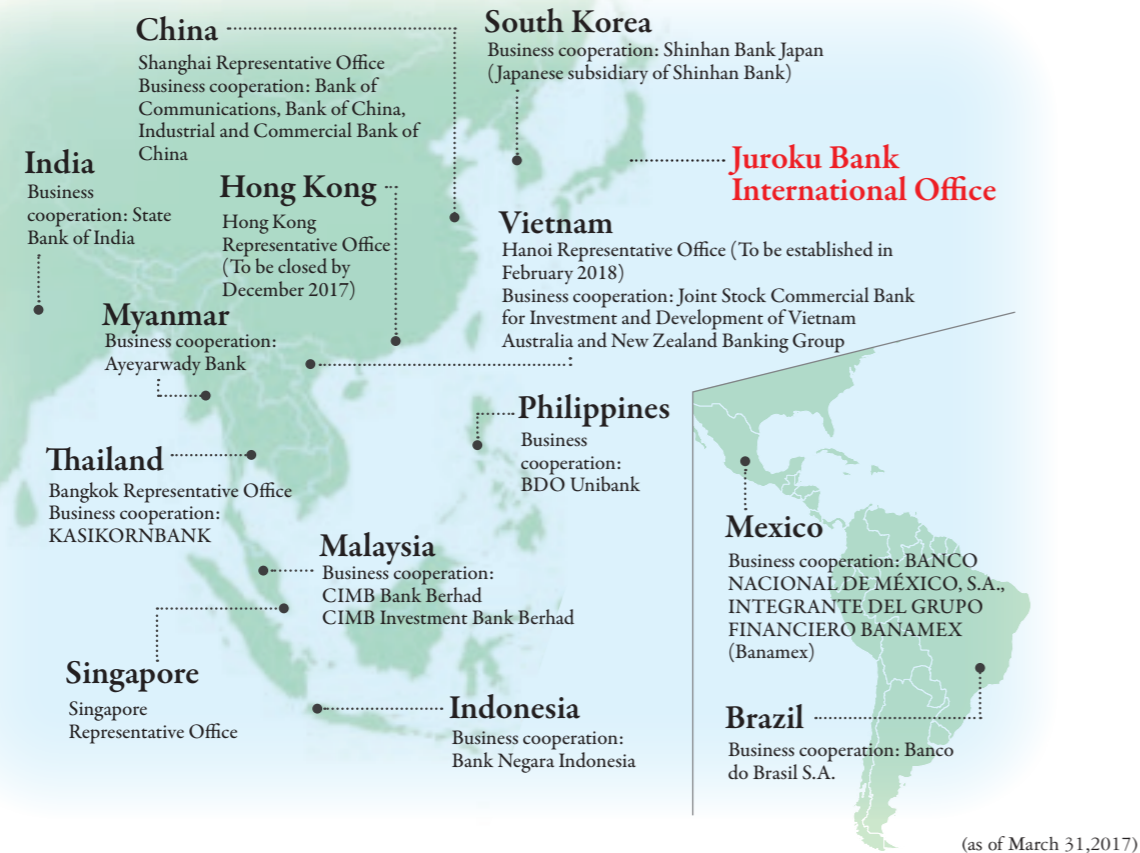 China
Shanghai Representative Office
Business cooperation: Bank of
Communications, Bank of China,
Industrial and Commercial Bank of
China
South Korea
Business cooperation: Shinhan Bank Japan
(Japanese subsidiary of Shinhan Bank)
Juroku Bank
International Office
India
Business
cooperation: State
Bank of India
Hong Kong
Hong Kong
Representative Office
(To be closed by
December 2017)
Vietnam
Hanoi Representative Office (To be established in
February 2018)
Business cooperation: Joint Stock Commercial Bank
for Investment and Development of Vietnam
Australia and New Zealand Banking Group
Myanmar
Business cooperation:
Ayeyarwady Bank
Philippines
Business
cooperation:
BDO Unibank
Thailand
Bangkok Representative Office
Business cooperation:
KASIKORNBANK
Malaysia
Business cooperation:
CIMB Bank Berhad
CIMB Investment Bank Berhad
Mexico
Business cooperation: BANCO
NACIONAL DE MÉXICO, S.A.,
INTEGRANTE DEL GRUPO
FINANCIERO BANAMEX
(Banamex)
Singapore
Singapore
Representative Office
Indonesia
Business cooperation:
Bank Negara Indonesia
Brazil
Business cooperation: Banco
do Brasil S.A.
(as of March 31,2017)